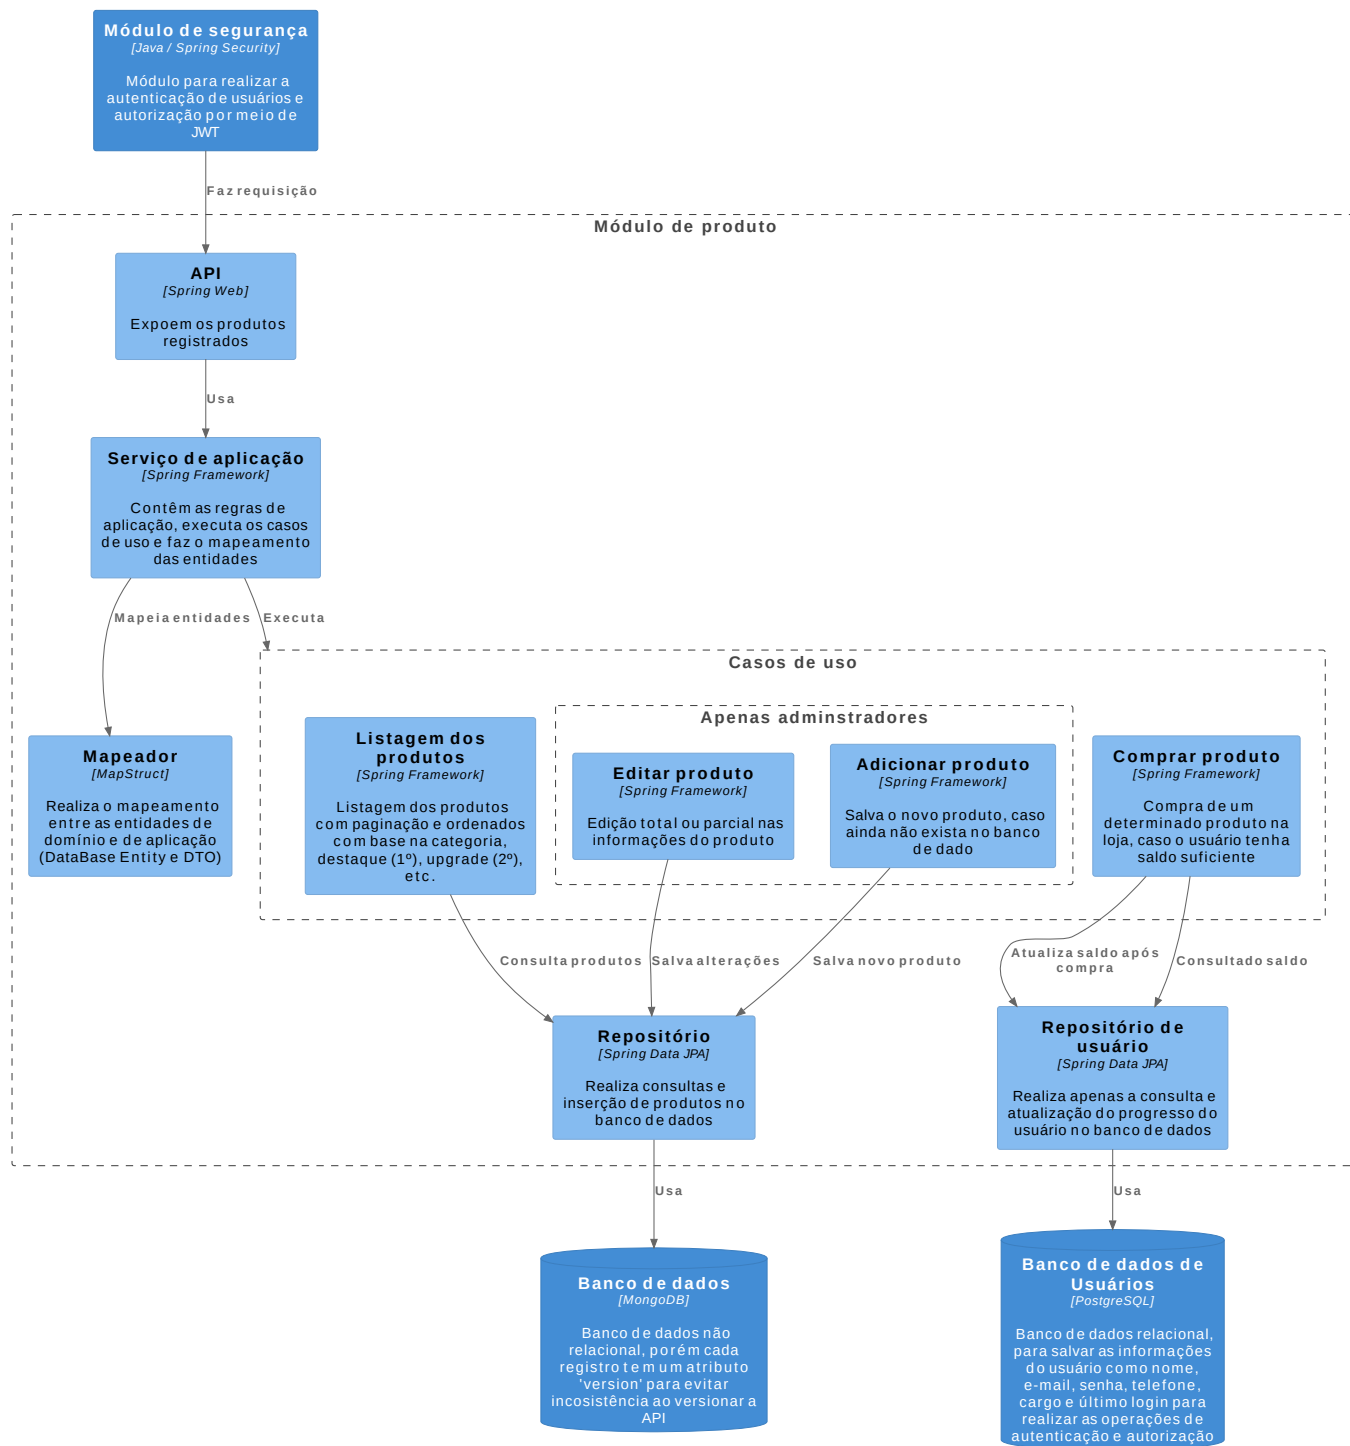 Módulo de segurança
[Java / Spring Security]
Módulo para realizar a
autenticação de usuários e
autorização por meio de
JWT
Faz requisição
Módulo de produto
API
[Spring Web]
Expoem os produtos
registrados
Usa
Serviço de aplicação
[Spring Framework]
Contêm as regras de
aplicação, executa os casos
de uso e faz o mapeamento
das entidades
Mapeia entidades
Executa
Casos de uso
Apenas adminstradores
Mapeador
[MapStruct]
Realiza o mapeamento
entre as entidades de
domínio e de aplicação
(DataBase Entity e DTO)
Listagem dos
produtos
[Spring Framework]
Listagem dos produtos
com paginação e ordenados
com base na categoria,
destaque (1º), upgrade (2º),
etc.
Editar produto
[Spring Framework]
Edição total ou parcial nas
informações do produto
Adicionar produto
[Spring Framework]
Salva o novo produto, caso
ainda não exista no banco
de dado
Comprar produto
[Spring Framework]
Compra de um
determinado produto na
loja, caso o usuário tenha
saldo suficiente
Consulta produtos
Salva alterações
Salva novo produto
Atualiza saldo após
compra
Consultado saldo
Repositório
[Spring Data JPA]
Realiza consultas e
inserção de produtos no
banco de dados
Repositório de
usuário
[Spring Data JPA]
Realiza apenas a consulta e
atualização do progresso do
usuário no banco de dados
Usa
Usa
Banco de dados
[MongoDB]
Banco de dados não
relacional, porém cada
registro tem um atributo
'version' para evitar
incosistência ao versionar a
API
Banco de dados de
Usuários
[PostgreSQL]
Banco de dados relacional,
para salvar as informações
do usuário como nome,
e-mail, senha, telefone,
cargo e último login para
realizar as operações de
autenticação e autorização